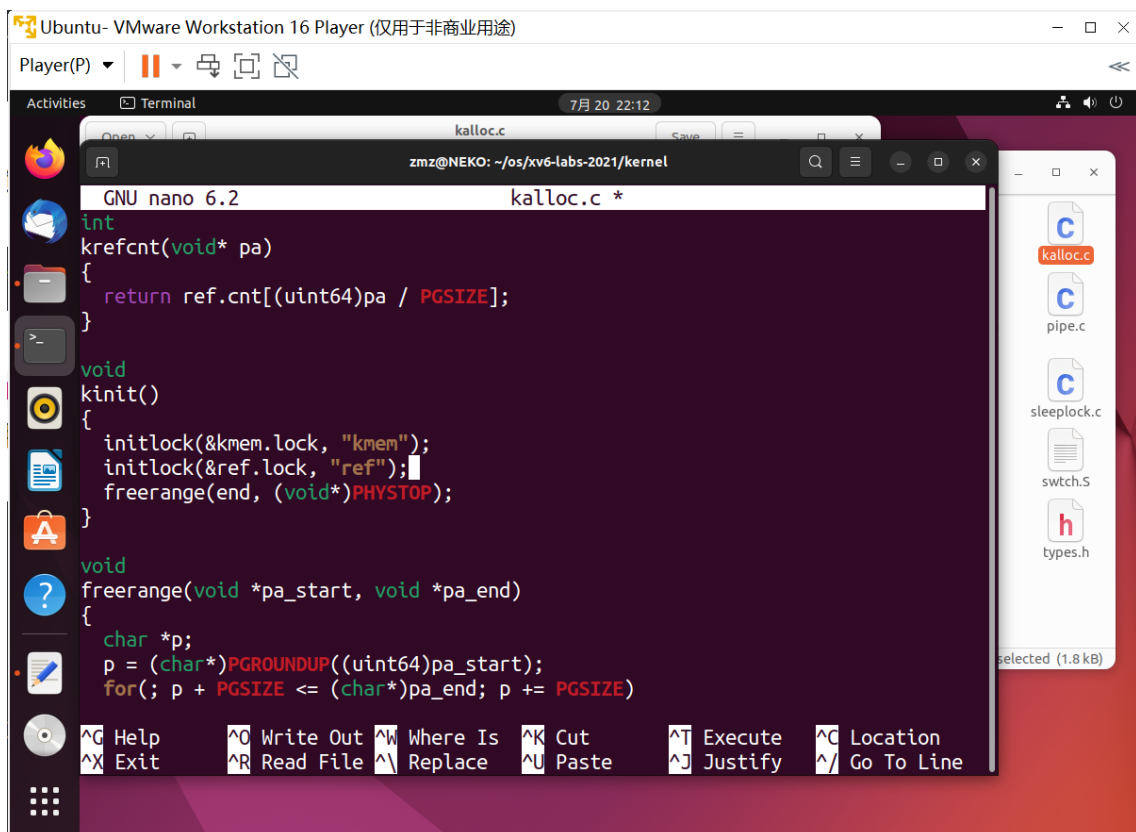 Ubuntu- VMware Workstation 16 Player (仅用于非商业用途)
Player(P)
Activities Terminal 7月 20 22:12
Open kalloc.c Save
zmz@NEKO: ~/os/xv6-labs-2021/kernel
GNU nano 6.2 kalloc.c *
int
krefcnt(void* pa)
{
  return ref.cnt[(uint64)pa / PGSIZE];
}
void
kinit()
{
  initlock(&kmem.lock, "kmem");
  initlock(&ref.lock, "ref");
  freerange(end, (void*)PHYSTOP);
}
void
freerange(void *pa_start, void *pa_end)
{
  char *p;
  p = (char*)PGROUNDUP((uint64)pa_start);
  for(; p + PGSIZE <= (char*)pa_end; p += PGSIZE)
^G Help ^O Write Out ^W Where Is ^K Cut ^T Execute ^C Location
^X Exit ^R Read File ^\ Replace ^U Paste ^J Justify ^/ Go To Line
kalloc.c
pipe.c
sleeplock.c
swtch.S
types.h
selected (1.8 kB)